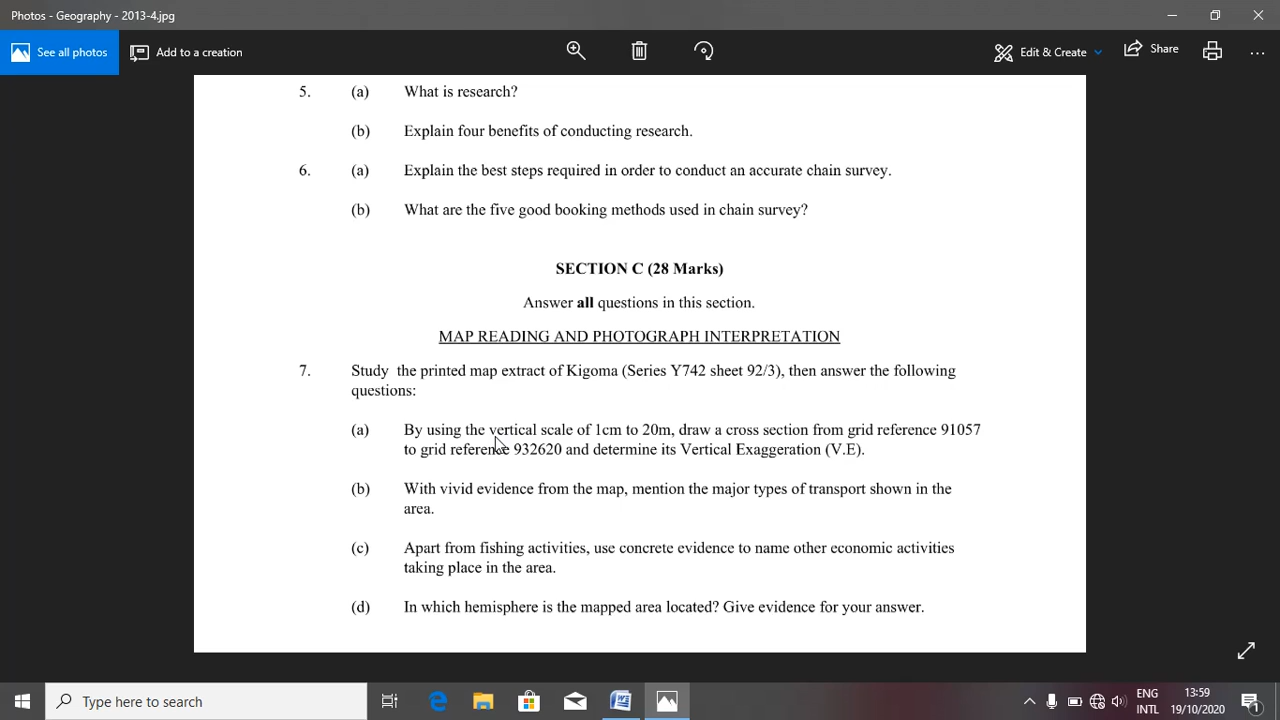 Photos - Geography - 2013-4.jpg
See all photos
Add to a creation
Edit & Create
Share
5. (a) What is research?
(b) Explain four benefits of conducting research.
6. (a) Explain the best steps required in order to conduct an accurate chain survey.
(b) What are the five good booking methods used in chain survey?
SECTION C (28 Marks)
Answer all questions in this section.
MAP READING AND PHOTOGRAPH INTERPRETATION
7. Study the printed map extract of Kigoma (Series Y742 sheet 92/3), then answer the following
questions:
(a) By using the vertical scale of 1cm to 20m, draw a cross section from grid reference 91057
to grid reference 932620 and determine its Vertical Exaggeration (V.E).
(b) With vivid evidence from the map, mention the major types of transport shown in the
area.
(c) Apart from fishing activities, use concrete evidence to name other economic activities
taking place in the area.
(d) In which hemisphere is the mapped area located? Give evidence for your answer.
Type here to search
ENG
INTL
13:59
19/10/2020
1